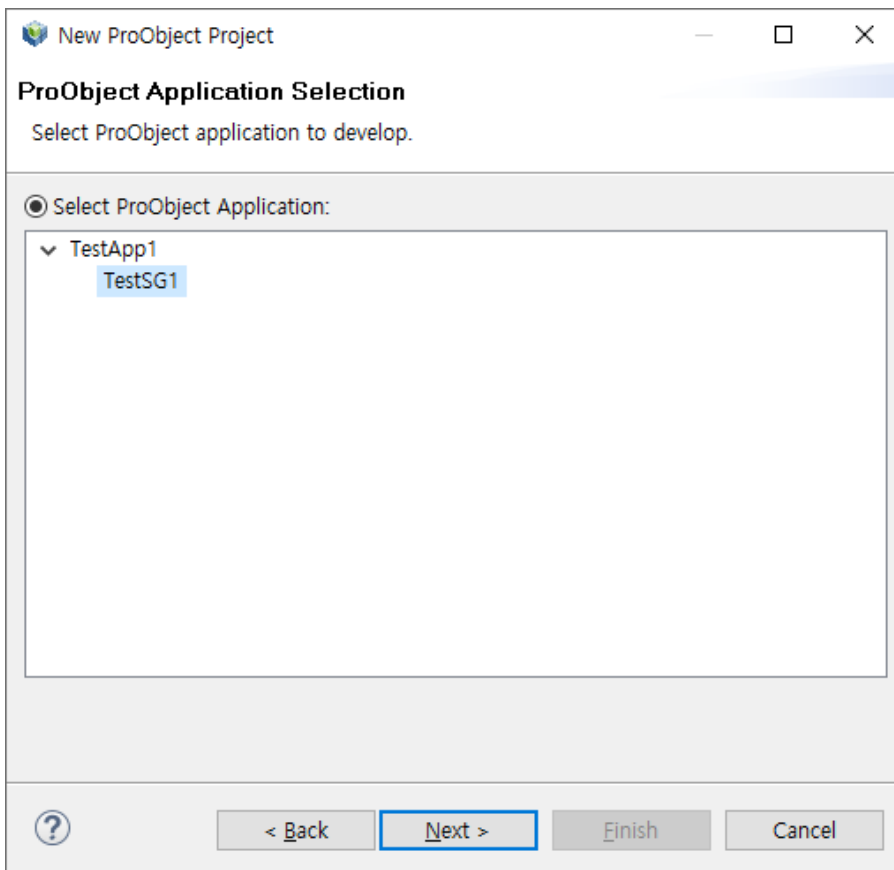 New ProObject Project
ProObject Application Selection
Select ProObject application to develop.
Select ProObject Application:
TestApp1
TestSG1
?
< Back
Next >
Finish
Cancel